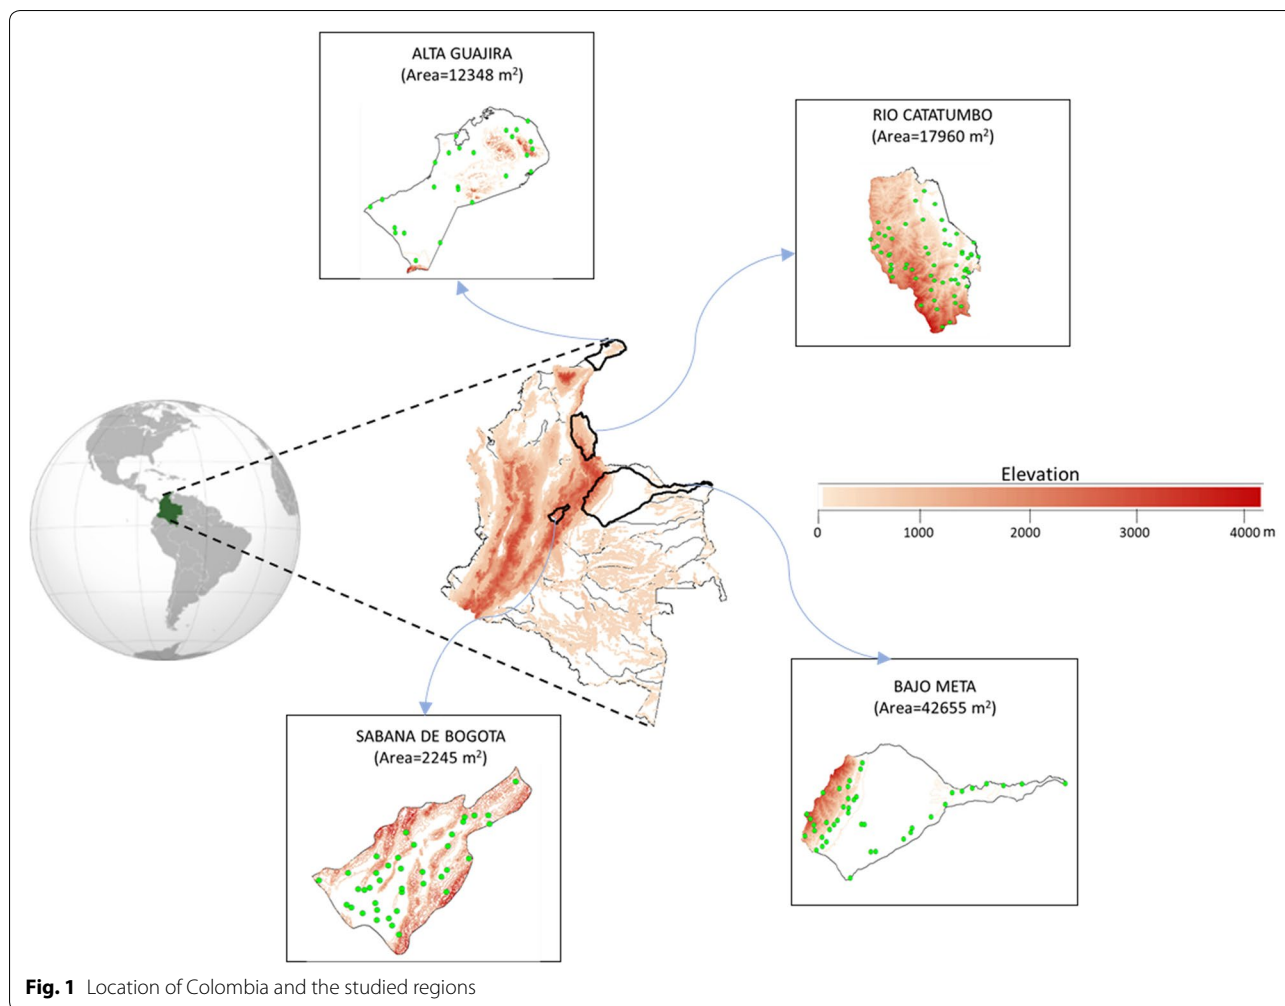 ALTA GUAJIRA
(Area=12348 m²)
RIO CATATUMBO
(Area=17960 m²)
Elevation
0 1000 2000 3000 4000 m
BAJO META
(Area=42655 m²)
SABANA DE BOGOTA
(Area=2245 m²)
Fig. 1 Location of Colombia and the studied regions